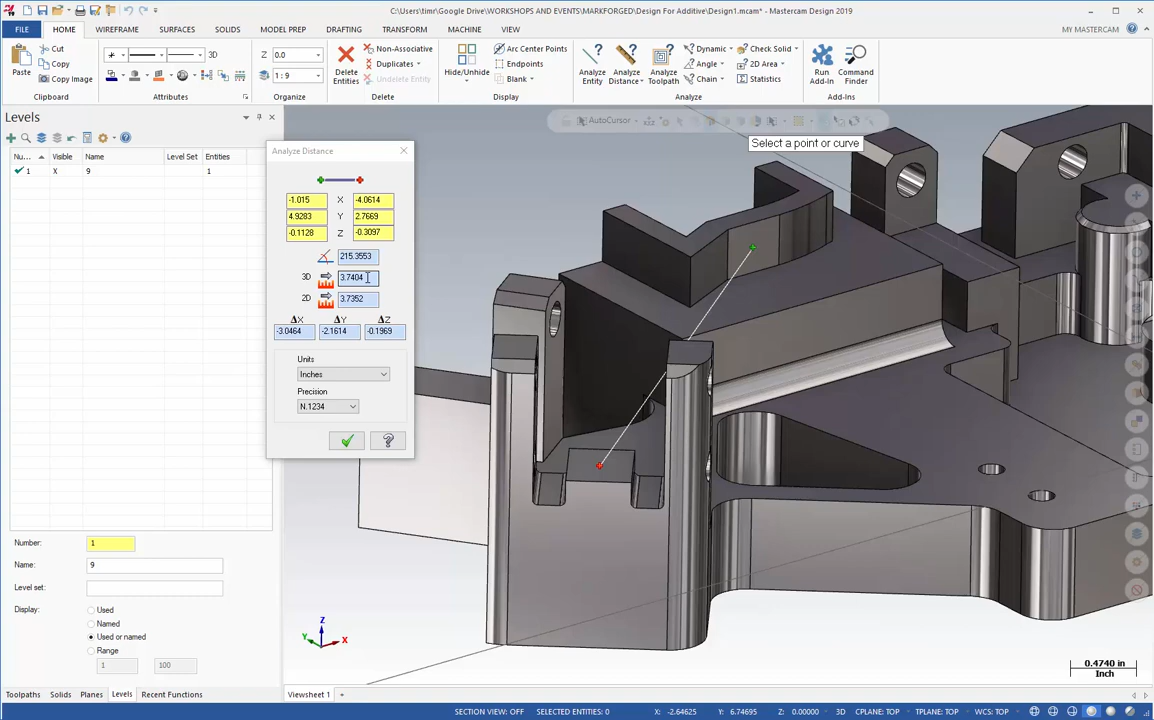 C:\Users\timr\Google Drive\WORKSHOPS AND EVENTS\MARKFORGED\Design For Additive\Design1.mcam* - Mastercam Design 2019
FILE HOME WIREFRAME SURFACES SOLIDS MODEL PREP DRAFTING TRANSFORM MACHINE VIEW MY MASTERCAM
Paste
Cut
Copy
Copy Image
Clipboard
3D
Attributes
Z 0.0
1 : 9
Organize
Delete Entities
Non-Associative
Duplicates
Undelete Entity
Delete
Hide/Unhide
Arc Center Points
Endpoints
Blank
Display
Analyze Entity
Analyze Distance
Analyze Toolpath
Dynamic
Angle
Chain
Check Solid
2D Area
Statistics
Analyze
Run Add-In
Command Finder
Add-Ins
Levels
Nu... Visible Name Level Set Entities
1 X 9 1
Number: 1
Name: 9
Level set:
Display: Used
Named
Used or named
Range
1 100
Toolpaths Solids Planes Levels Recent Functions
Analyze Distance
-1.015 X -4.0614
4.9283 Y 2.7669
-0.1128 Z -0.3097
215.3553
3D 3.7404
2D 3.7352
ΔX ΔY ΔZ
-3.0464 -2.1614 -0.1969
Units
Inches
Precision
N.1234
AutoCursor
Select a point or curve
Z
Y X
0.4740 in
Inch
Viewsheet 1
SECTION VIEW: OFF SELECTED ENTITIES: 0 X: -2.64625 Y: 6.74695 Z: 0.00000 3D CPLANE: TOP TPLANE: TOP WCS: TOP